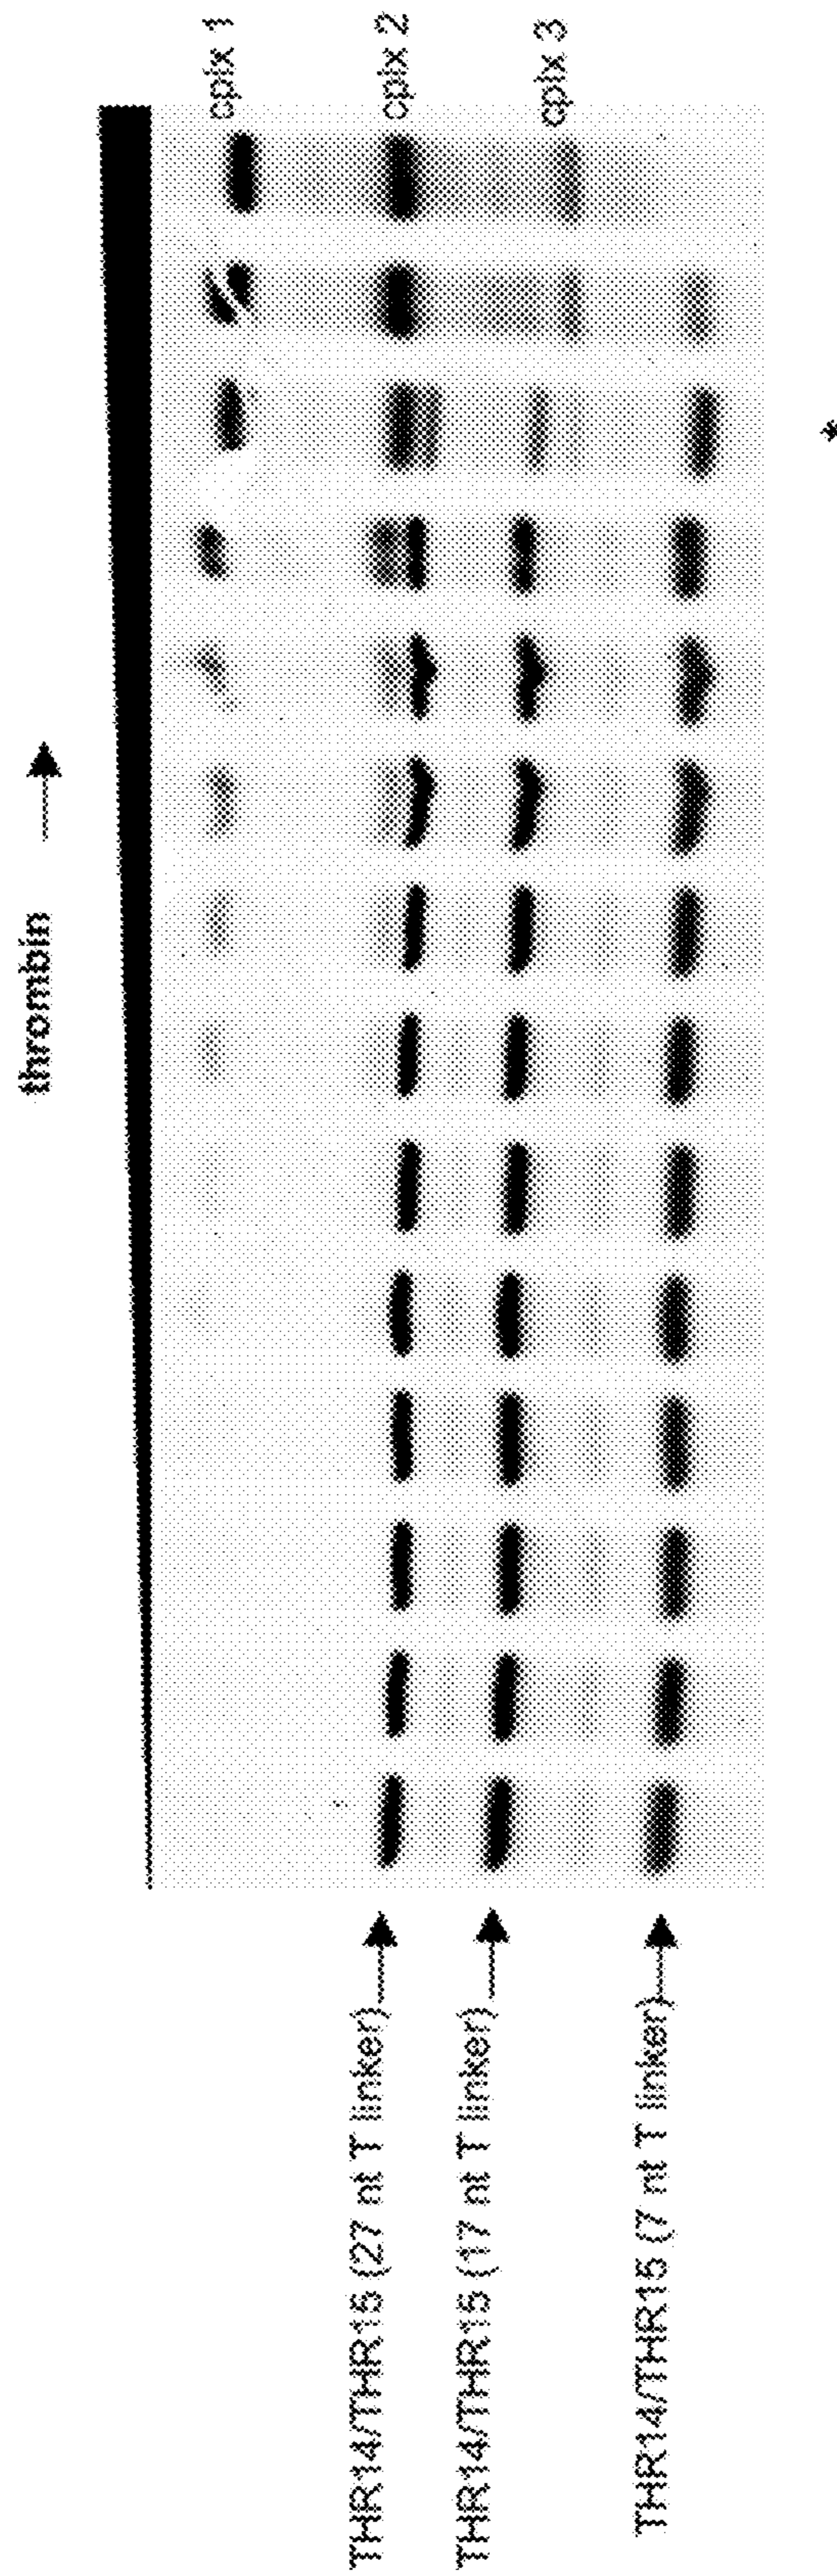 thrombin
cplx 1
cplx 2
cplx 3
THR14/THR15 (27 nt T linker)
THR14/THR15 (17 nt T linker)
THR14/THR15 (7 nt T linker)
*